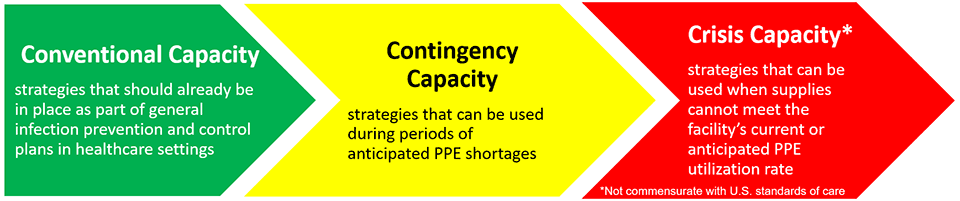 Conventional Capacity
strategies that should already be
in place as part of general
infection prevention and control
plans in healthcare settings
Contingency
Capacity
strategies that can be used
during periods of
anticipated PPE shortages
Crisis Capacity*
strategies that can be
used when supplies
cannot meet the
facility’s current or
anticipated PPE
utilization rate
*Not commensurate with U.S. standards of care